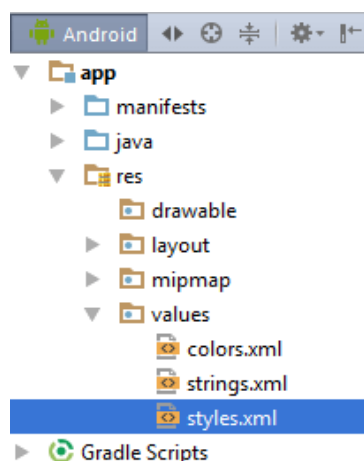 Android
app
manifests
java
res
drawable
layout
mipmap
values
colors.xml
strings.xml
styles.xml
Gradle Scripts